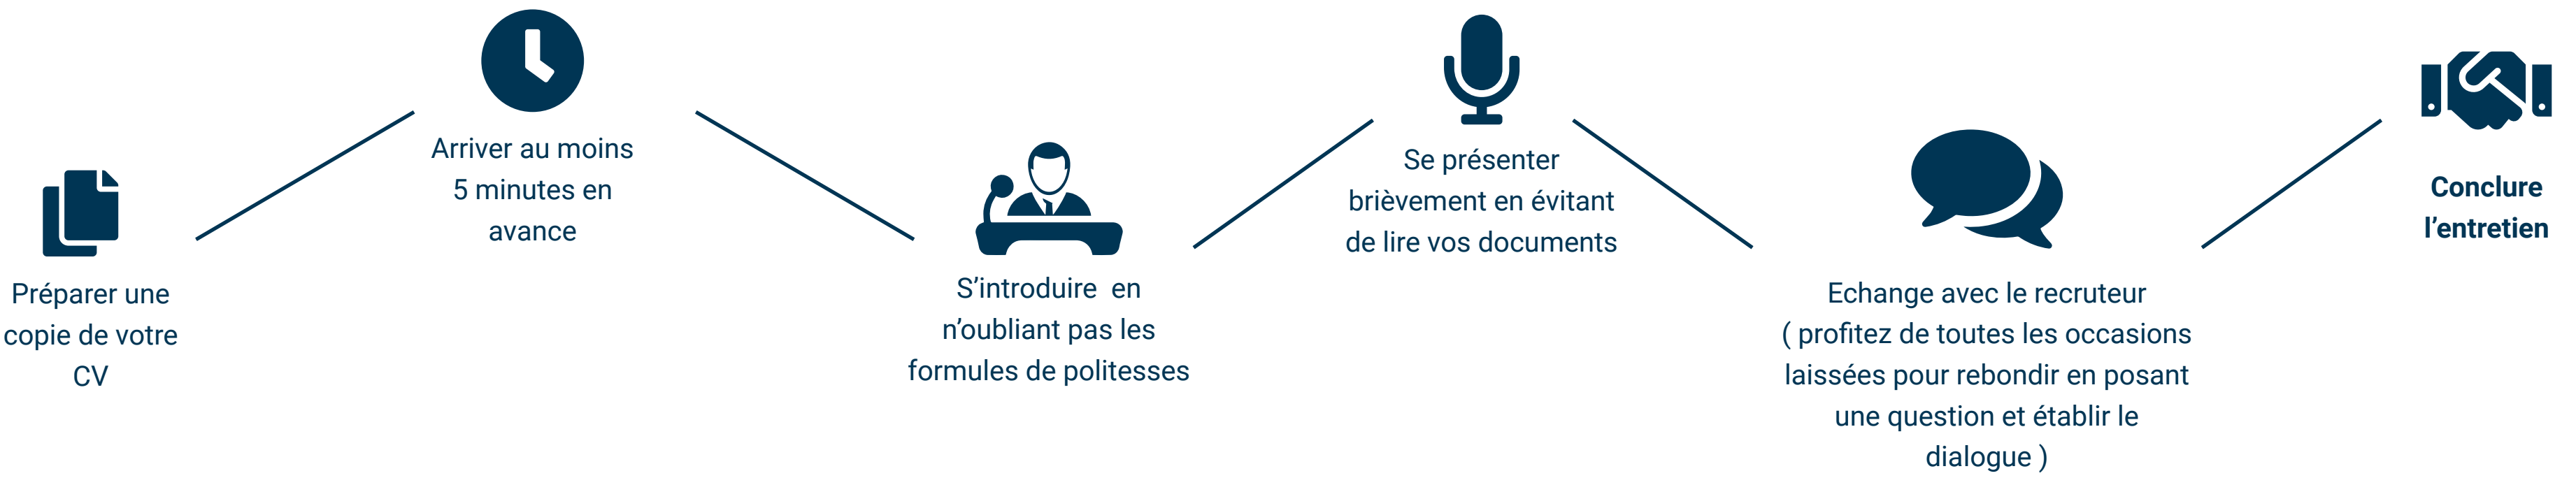 Préparer une
copie de votre
CV
Arriver au moins
5 minutes en
avance
S’introduire  en
n’oubliant pas les
formules de politesses
Se présenter
brièvement en évitant
de lire vos documents
Echange avec le recruteur
( profitez de toutes les occasions
laissées pour rebondir en posant
une question et établir le
dialogue )
Conclure
l’entretien